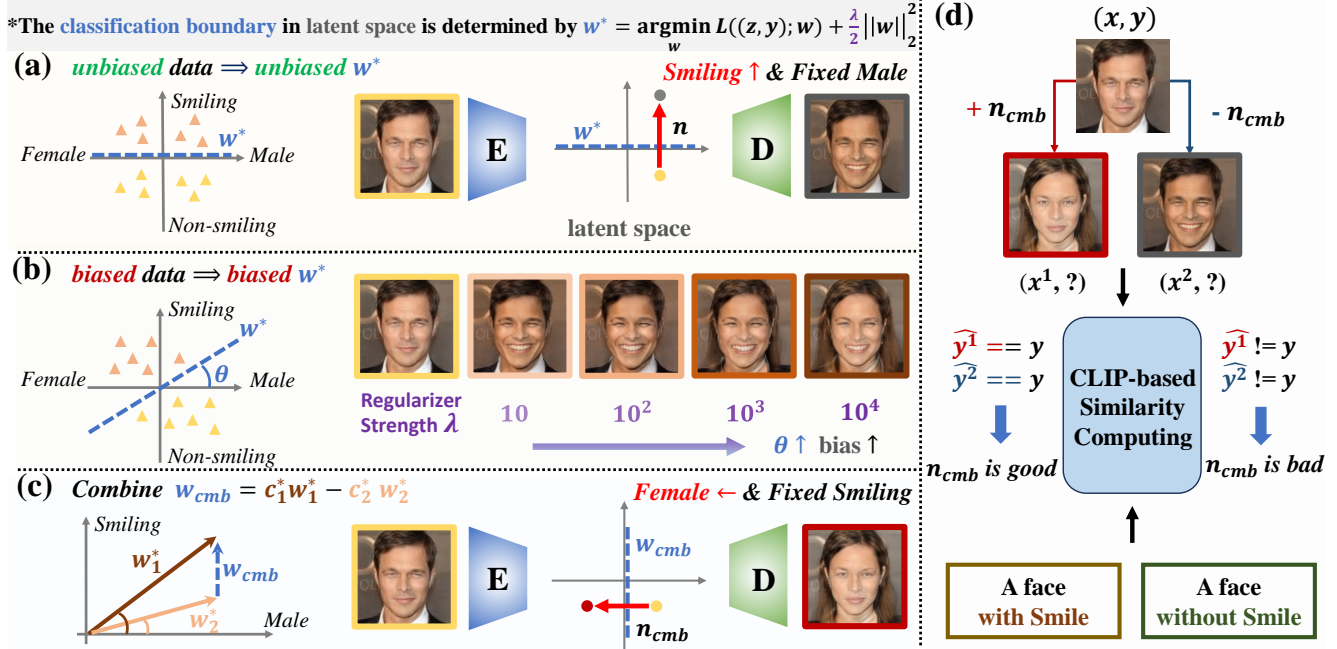 *The classification boundary in latent space is determined by w* = argmin L((z, y); w) + λ/2 ||w||₂²
w
(a) unbiased data ⟹ unbiased w*
Smiling ↑ & Fixed Male
Smiling
w*
Female
Male
Non-smiling
E
w*
n
D
latent space
(b) biased data ⟹ biased w*
Smiling
w*
Female
θ
Male
Non-smiling
Regularizer
Strength λ
10
10²
10³
10⁴
θ ↑ bias ↑
(c) Combine w_cmb = c₁*w₁* − c₂* w₂*
Female ← & Fixed Smiling
Smiling
w₁*
w_cmb
w₂*
Male
E
w_cmb
n_cmb
D
(d)
(x, y)
+ n_cmb
- n_cmb
(x¹, ?)
(x², ?)
ŷ¹ == y
ŷ² == y
n_cmb is good
CLIP-based
Similarity
Computing
ŷ¹ != y
ŷ² != y
n_cmb is bad
A face
with Smile
A face
without Smile